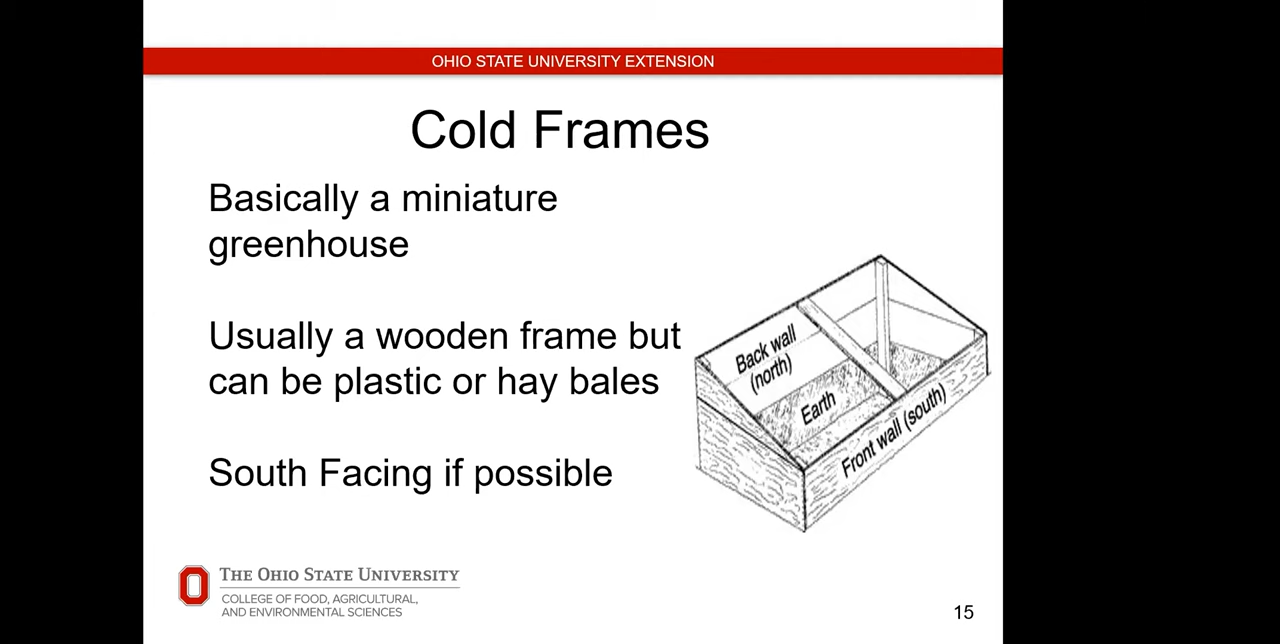 OHIO STATE UNIVERSITY EXTENSION
Cold Frames
Basically a miniature
greenhouse
Usually a wooden frame but
can be plastic or hay bales
South Facing if possible
Back wall
(north)
Earth
Front wall (south)
THE OHIO STATE UNIVERSITY
COLLEGE OF FOOD, AGRICULTURAL,
AND ENVIRONMENTAL SCIENCES
15